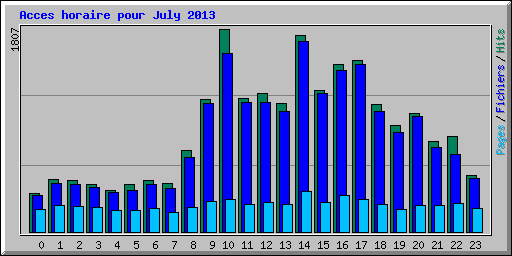 Acces horaire pour July 2013
1807
Pages / Fichiers / Hits
0 1 2 3 4 5 6 7 8 9 10 11 12 13 14 15 16 17 18 19 20 21 22 23